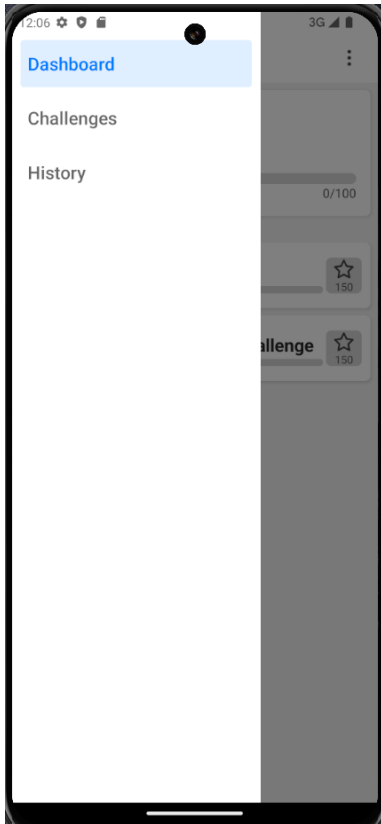 12:06 3G
Dashboard
Challenges
History
0/100
150
allenge
150